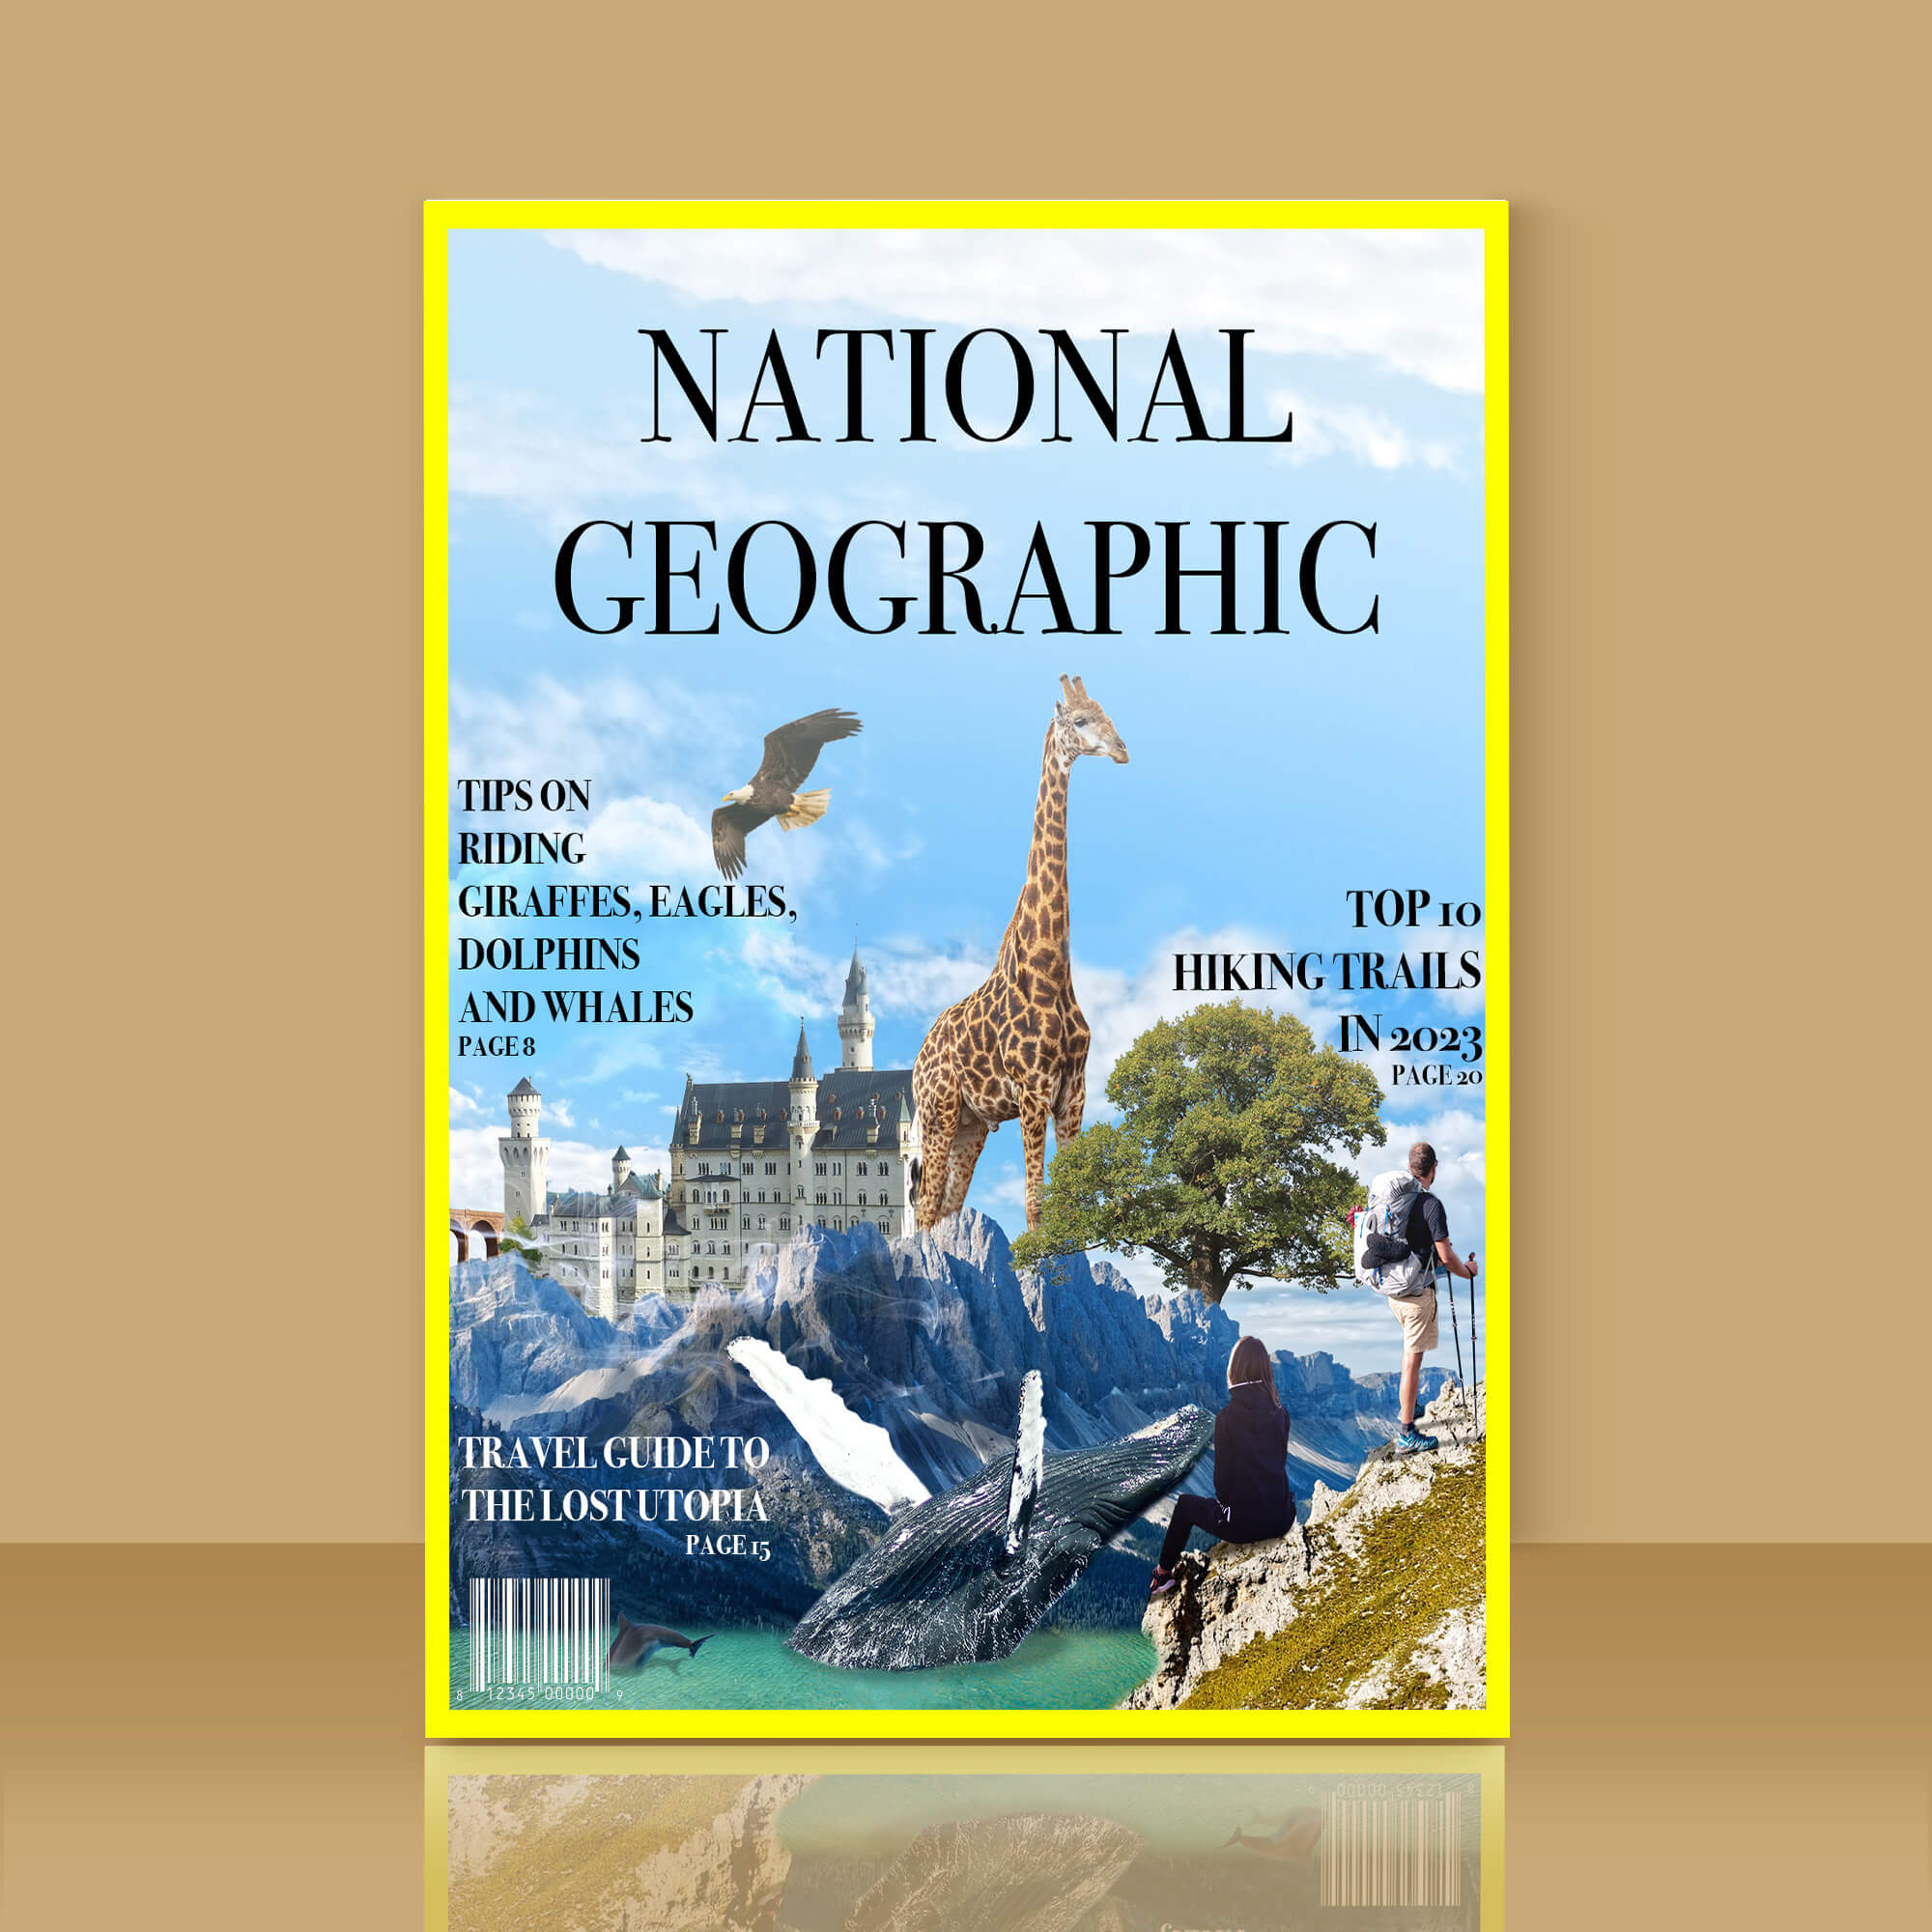 NATIONAL
GEOGRAPHIC
TIPS ON
RIDING
GIRAFFES, EAGLES,
DOLPHINS
AND WHALES
PAGE 8
TOP 10
HIKING TRAILS
IN 2023
PAGE 20
TRAVEL GUIDE TO
THE LOST UTOPIA
PAGE 15
8 12345 00000 9